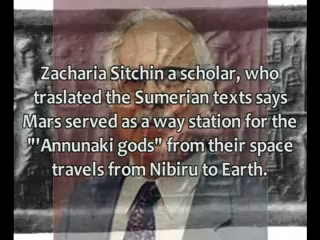 Zacharia Sitchin a scholar, who
traslated the Sumerian texts says
Mars served as a way station for the
"'Annunaki gods" from their space
travels from Nibiru to Earth.